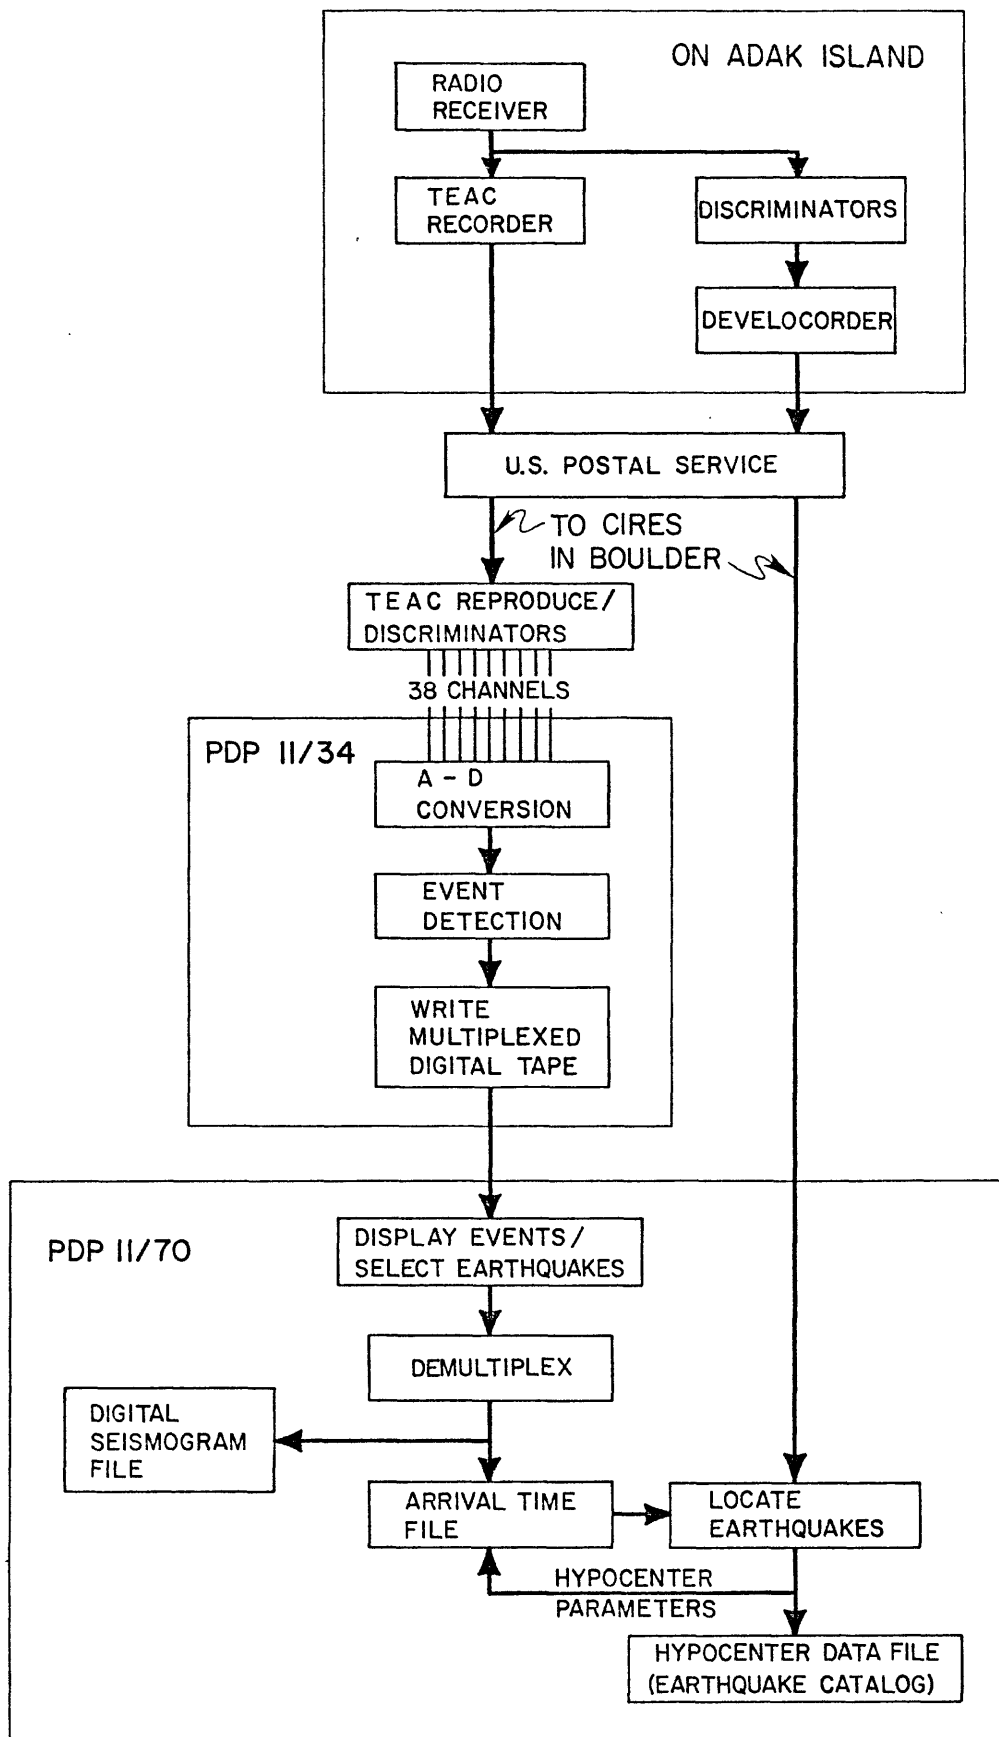 ON ADAK ISLAND
RADIO
RECEIVER
TEAC
RECORDER
DISCRIMINATORS
DEVELOCORDER
U.S. POSTAL SERVICE
TO CIRES
IN BOULDER
TEAC REPRODUCE/
DISCRIMINATORS
38 CHANNELS
PDP 11/34
A - D
CONVERSION
EVENT
DETECTION
WRITE
MULTIPLEXED
DIGITAL TAPE
PDP 11/70
DISPLAY EVENTS/
SELECT EARTHQUAKES
DEMULTIPLEX
DIGITAL
SEISMOGRAM
FILE
ARRIVAL TIME
FILE
LOCATE
EARTHQUAKES
HYPOCENTER
PARAMETERS
HYPOCENTER DATA FILE
(EARTHQUAKE CATALOG)